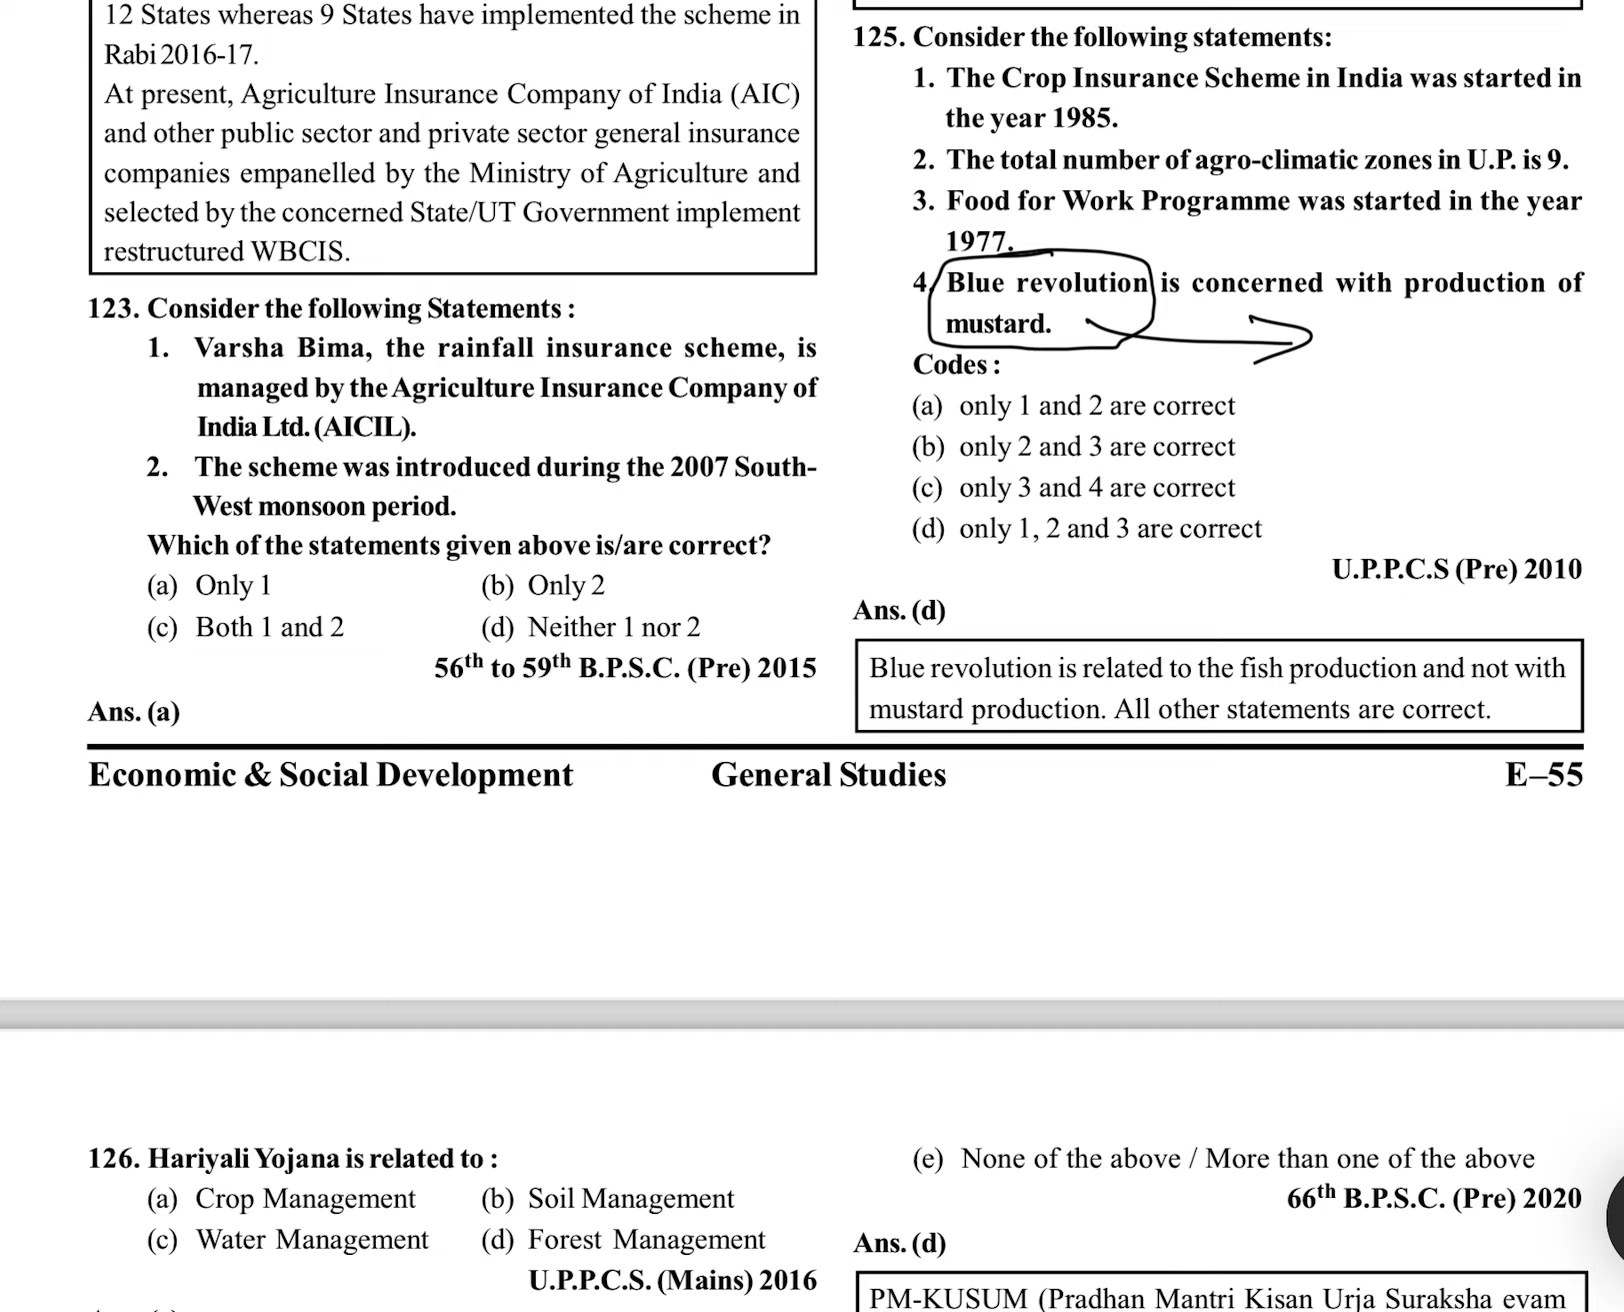 12 States whereas 9 States have implemented the scheme in
Rabi 2016-17.
At present, Agriculture Insurance Company of India (AIC)
and other public sector and private sector general insurance
companies empanelled by the Ministry of Agriculture and
selected by the concerned State/UT Government implement
restructured WBCIS.
123. Consider the following Statements :
1. Varsha Bima, the rainfall insurance scheme, is
managed by the Agriculture Insurance Company of
India Ltd. (AICIL).
2. The scheme was introduced during the 2007 South-
West monsoon period.
Which of the statements given above is/are correct?
(a) Only 1 (b) Only 2
(c) Both 1 and 2 (d) Neither 1 nor 2
56th to 59th B.P.S.C. (Pre) 2015
Ans. (a)
125. Consider the following statements:
1. The Crop Insurance Scheme in India was started in
the year 1985.
2. The total number of agro-climatic zones in U.P. is 9.
3. Food for Work Programme was started in the year
1977.
4. Blue revolution is concerned with production of
mustard.
Codes :
(a) only 1 and 2 are correct
(b) only 2 and 3 are correct
(c) only 3 and 4 are correct
(d) only 1, 2 and 3 are correct
U.P.P.C.S (Pre) 2010
Ans. (d)
Blue revolution is related to the fish production and not with
mustard production. All other statements are correct.
Economic & Social Development General Studies E–55
126. Hariyali Yojana is related to :
(a) Crop Management (b) Soil Management
(c) Water Management (d) Forest Management
U.P.P.C.S. (Mains) 2016
(e) None of the above / More than one of the above
66th B.P.S.C. (Pre) 2020
Ans. (d)
PM-KUSUM (Pradhan Mantri Kisan Urja Suraksha evam